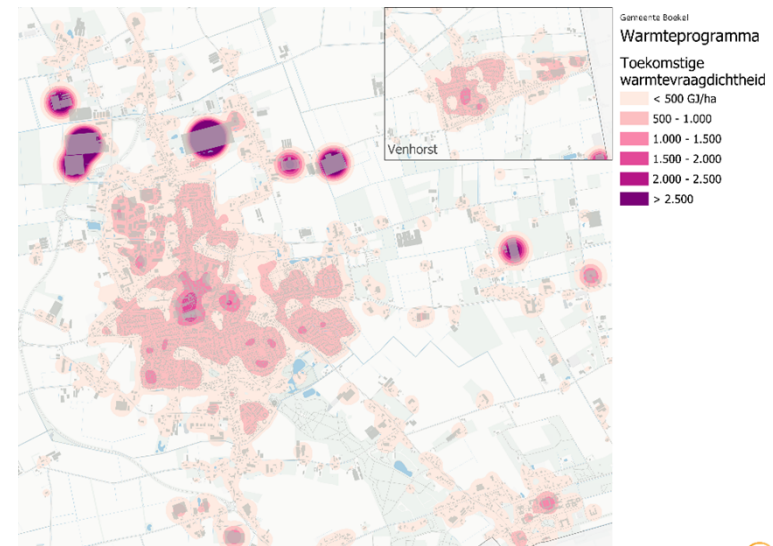 Gemeente Boekel
Warmteprogramma
Toekomstige
warmtevraagdichtheid
< 500 GJ/ha
500 - 1.000
1.000 - 1.500
1.500 - 2.000
2.000 - 2.500
> 2.500
Venhorst